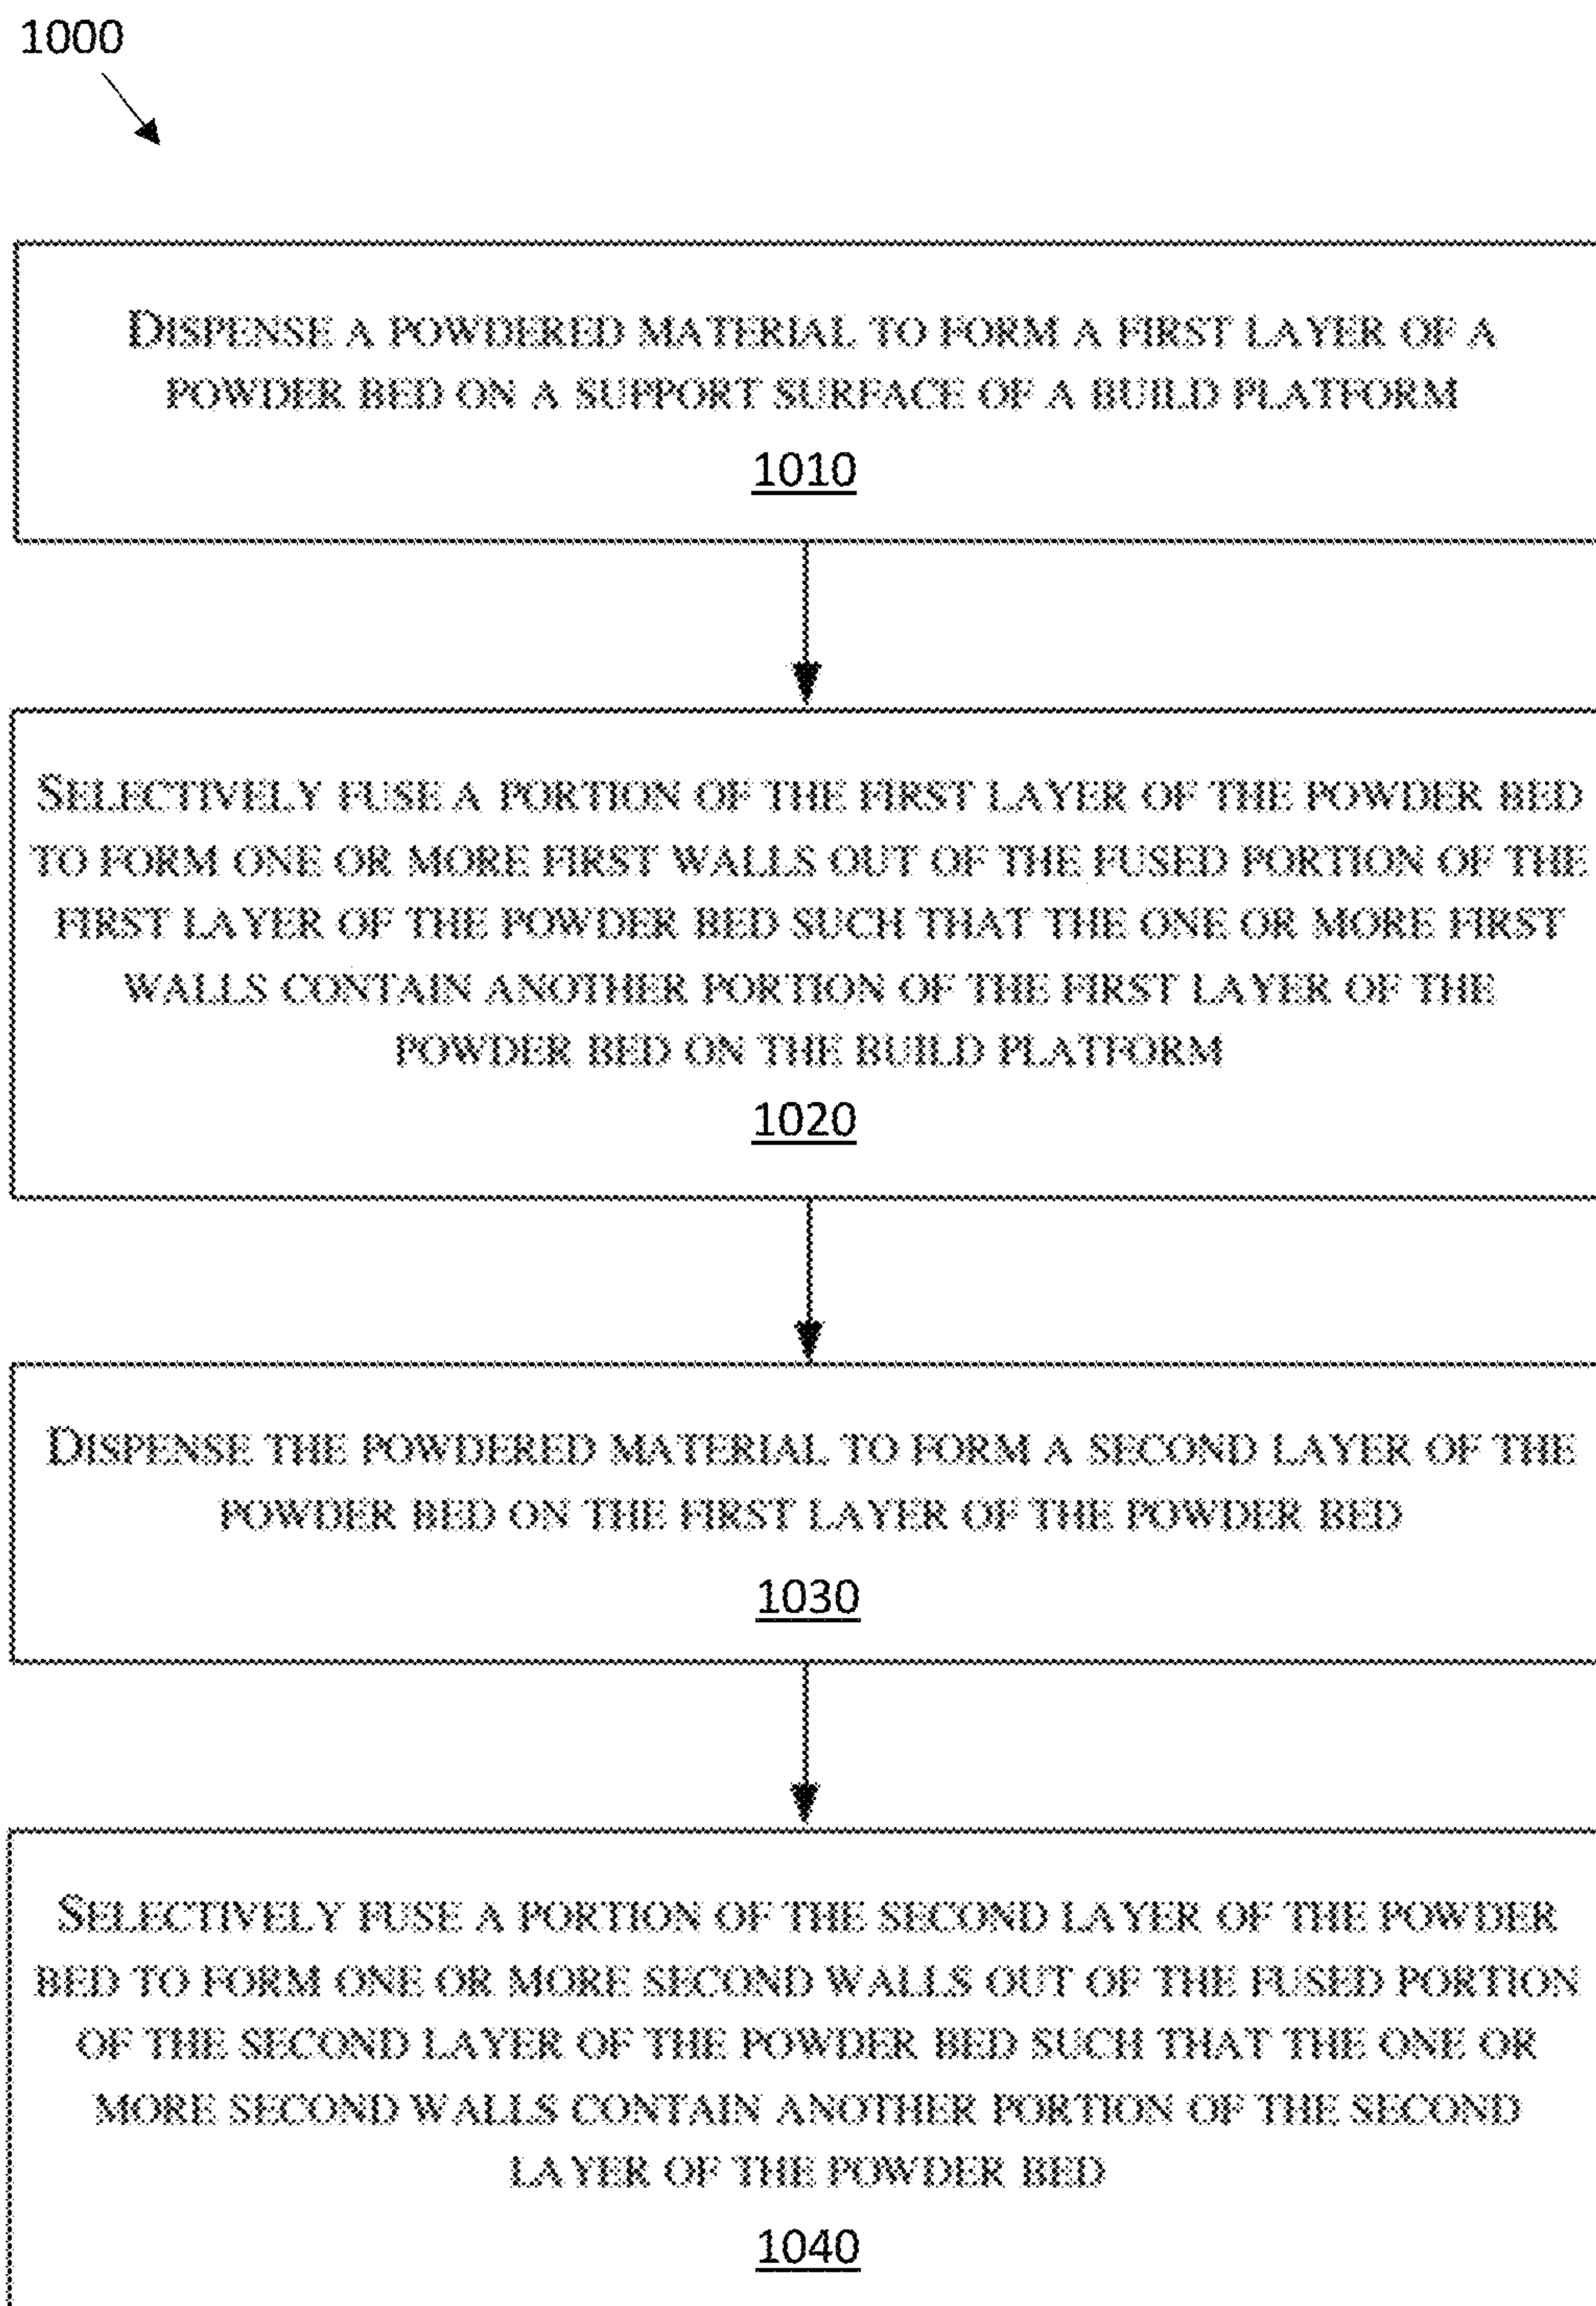 1000
DISPENSE A POWDERED MATERIAL TO FORM A FIRST LAYER OF A
POWDER BED ON A SUPPORT SURFACE OF A BUILD PLATFORM
1010
SELECTIVELY FUSE A PORTION OF THE FIRST LAYER OF THE POWDER BED
TO FORM ONE OR MORE FIRST WALLS OUT OF THE FUSED PORTION OF THE
FIRST LAYER OF THE POWDER BED SUCH THAT THE ONE OR MORE FIRST
WALLS CONTAIN ANOTHER PORTION OF THE FIRST LAYER OF THE
POWDER BED ON THE BUILD PLATFORM
1020
DISPENSE THE POWDERED MATERIAL TO FORM A SECOND LAYER OF THE
POWDER BED ON THE FIRST LAYER OF THE POWDER BED
1030
SELECTIVELY FUSE A PORTION OF THE SECOND LAYER OF THE POWDER
BED TO FORM ONE OR MORE SECOND WALLS OUT OF THE FUSED PORTION
OF THE SECOND LAYER OF THE POWDER BED SUCH THAT THE ONE OR
MORE SECOND WALLS CONTAIN ANOTHER PORTION OF THE SECOND
LAYER OF THE POWDER BED
1040